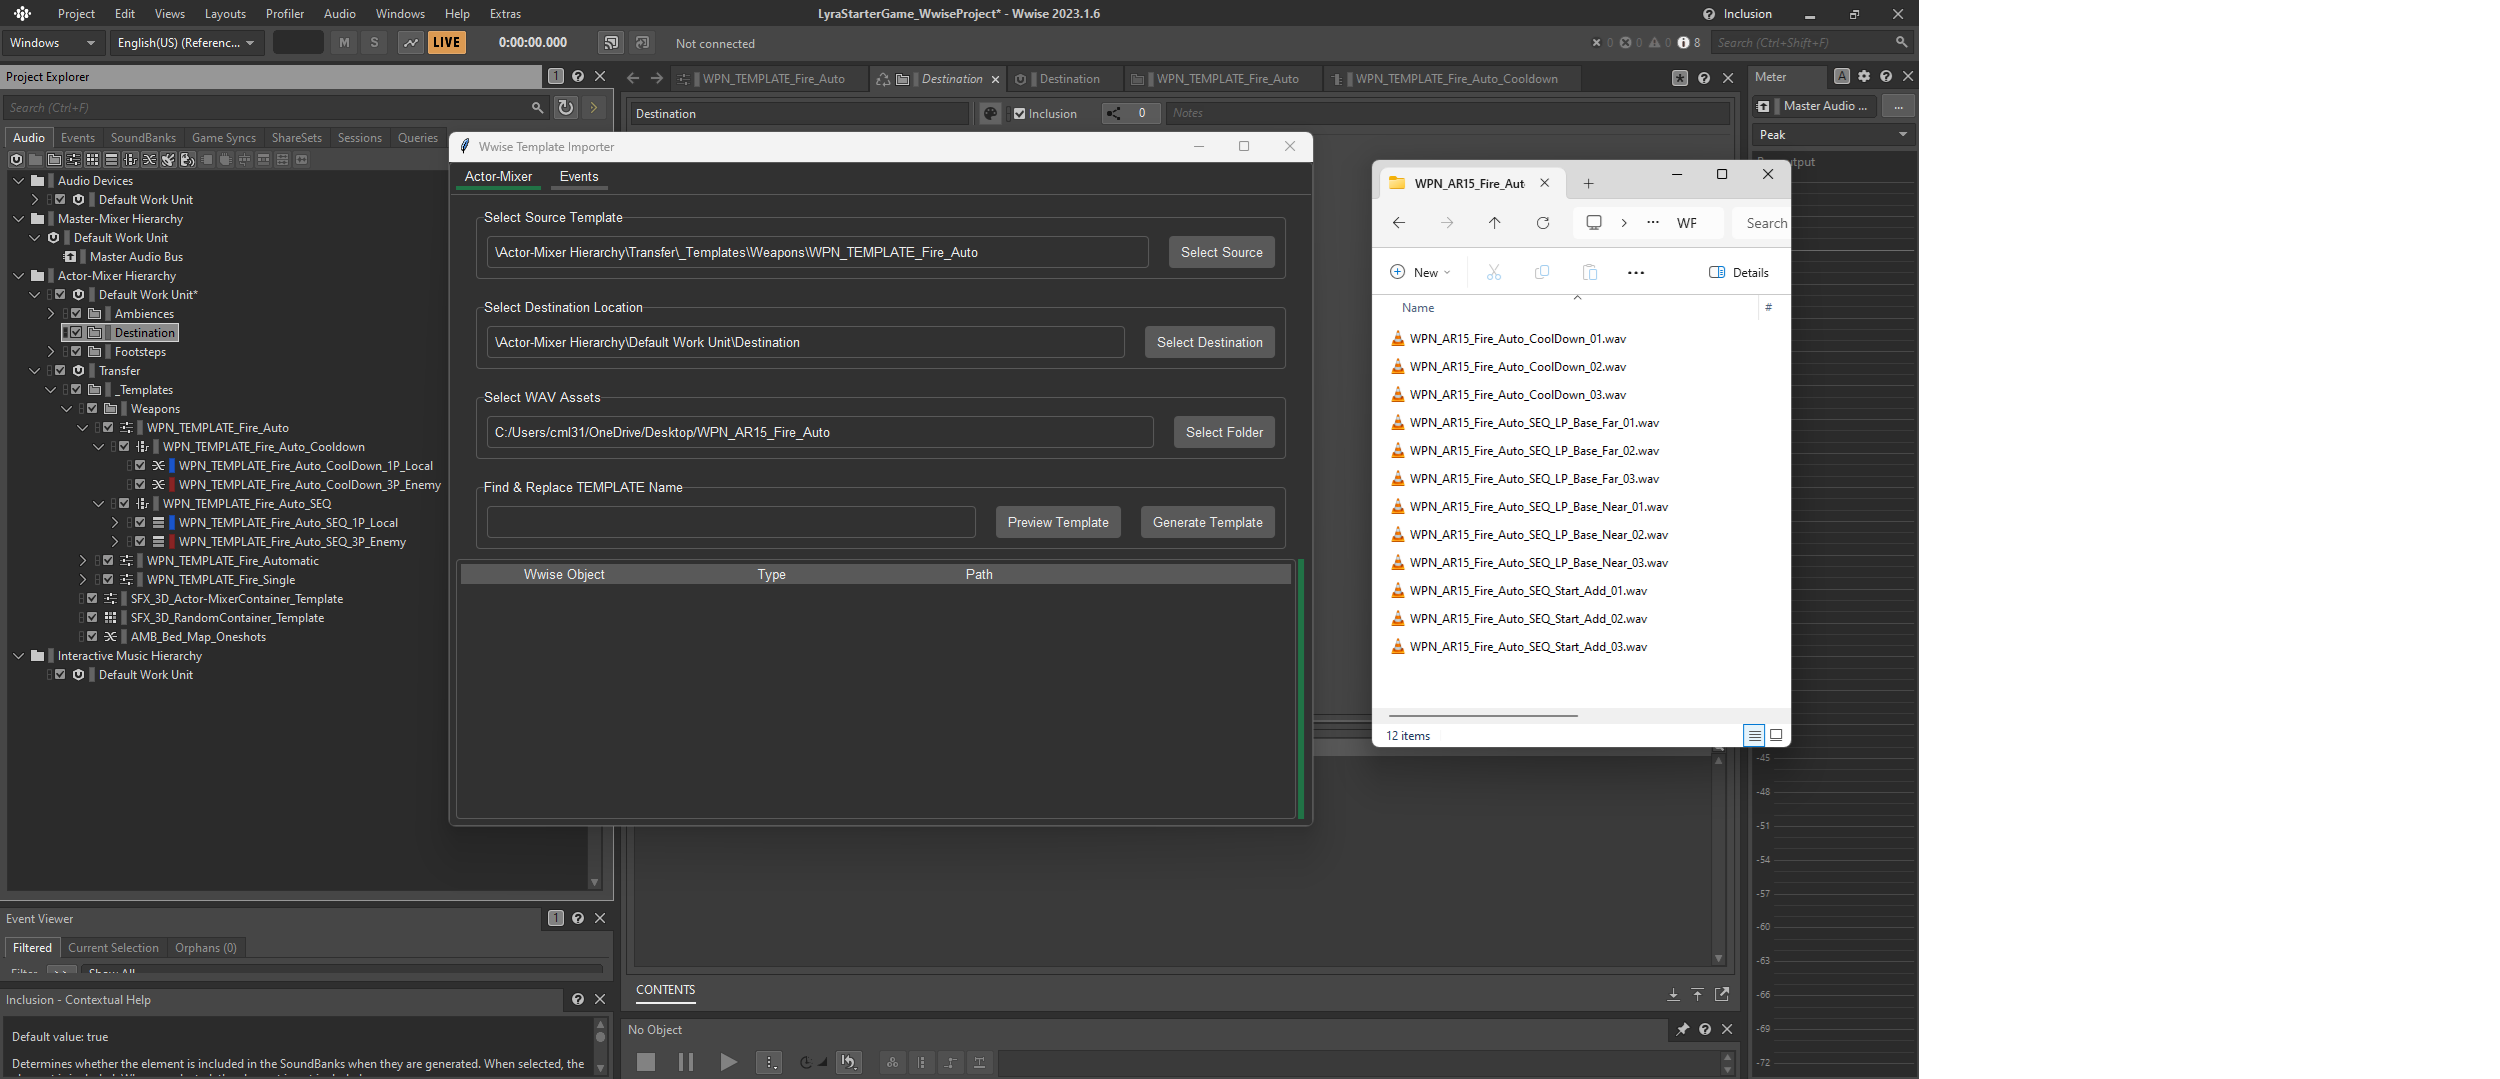 Project Edit Views Layouts Profiler Audio Windows Help Extras
LyraStarterGame_WwiseProject* - Wwise 2023.1.6
Inclusion
Windows
English(US) (Referenc...
M S
LIVE
0:00:00.000
Not connected
0 0 0 8
Search (Ctrl+Shift+F)
Project Explorer
1
Search (Ctrl+F)
Audio Events SoundBanks Game Syncs ShareSets Sessions Queries
Audio Devices
Default Work Unit
Master-Mixer Hierarchy
Default Work Unit
Master Audio Bus
Actor-Mixer Hierarchy
Default Work Unit*
Ambiences
Destination
Footsteps
Transfer
_Templates
Weapons
WPN_TEMPLATE_Fire_Auto
WPN_TEMPLATE_Fire_Auto_Cooldown
WPN_TEMPLATE_Fire_Auto_CoolDown_1P_Local
WPN_TEMPLATE_Fire_Auto_CoolDown_3P_Enemy
WPN_TEMPLATE_Fire_Auto_SEQ
WPN_TEMPLATE_Fire_Auto_SEQ_1P_Local
WPN_TEMPLATE_Fire_Auto_SEQ_3P_Enemy
WPN_TEMPLATE_Fire_Automatic
WPN_TEMPLATE_Fire_Single
SFX_3D_Actor-MixerContainer_Template
SFX_3D_RandomContainer_Template
AMB_Bed_Map_Oneshots
Interactive Music Hierarchy
Default Work Unit
Event Viewer
1
Filtered Current Selection Orphans (0)
Filter >> Show All
Inclusion - Contextual Help
Default value: true
Determines whether the element is included in the SoundBanks when they are generated. When selected, the
WPN_TEMPLATE_Fire_Auto
Destination
Destination
WPN_TEMPLATE_Fire_Auto
WPN_TEMPLATE_Fire_Auto_Cooldown
Destination
Inclusion
0
Notes
Wwise Template Importer
Actor-Mixer Events
Select Source Template
\Actor-Mixer Hierarchy\Transfer\_Templates\Weapons\WPN_TEMPLATE_Fire_Auto
Select Source
Select Destination Location
\Actor-Mixer Hierarchy\Default Work Unit\Destination
Select Destination
Select WAV Assets
C:/Users/cml31/OneDrive/Desktop/WPN_AR15_Fire_Auto
Select Folder
Find & Replace TEMPLATE Name
Preview Template
Generate Template
Wwise Object Type Path
WPN_AR15_Fire_Aut
WF
Search
New
Details
Name #
WPN_AR15_Fire_Auto_CoolDown_01.wav
WPN_AR15_Fire_Auto_CoolDown_02.wav
WPN_AR15_Fire_Auto_CoolDown_03.wav
WPN_AR15_Fire_Auto_SEQ_LP_Base_Far_01.wav
WPN_AR15_Fire_Auto_SEQ_LP_Base_Far_02.wav
WPN_AR15_Fire_Auto_SEQ_LP_Base_Far_03.wav
WPN_AR15_Fire_Auto_SEQ_LP_Base_Near_01.wav
WPN_AR15_Fire_Auto_SEQ_LP_Base_Near_02.wav
WPN_AR15_Fire_Auto_SEQ_LP_Base_Near_03.wav
WPN_AR15_Fire_Auto_SEQ_Start_Add_01.wav
WPN_AR15_Fire_Auto_SEQ_Start_Add_02.wav
WPN_AR15_Fire_Auto_SEQ_Start_Add_03.wav
12 items
CONTENTS
No Object
Meter
A
Master Audio ...
...
Peak
-45
-48
-51
-54
-57
-60
-63
-66
-69
-72